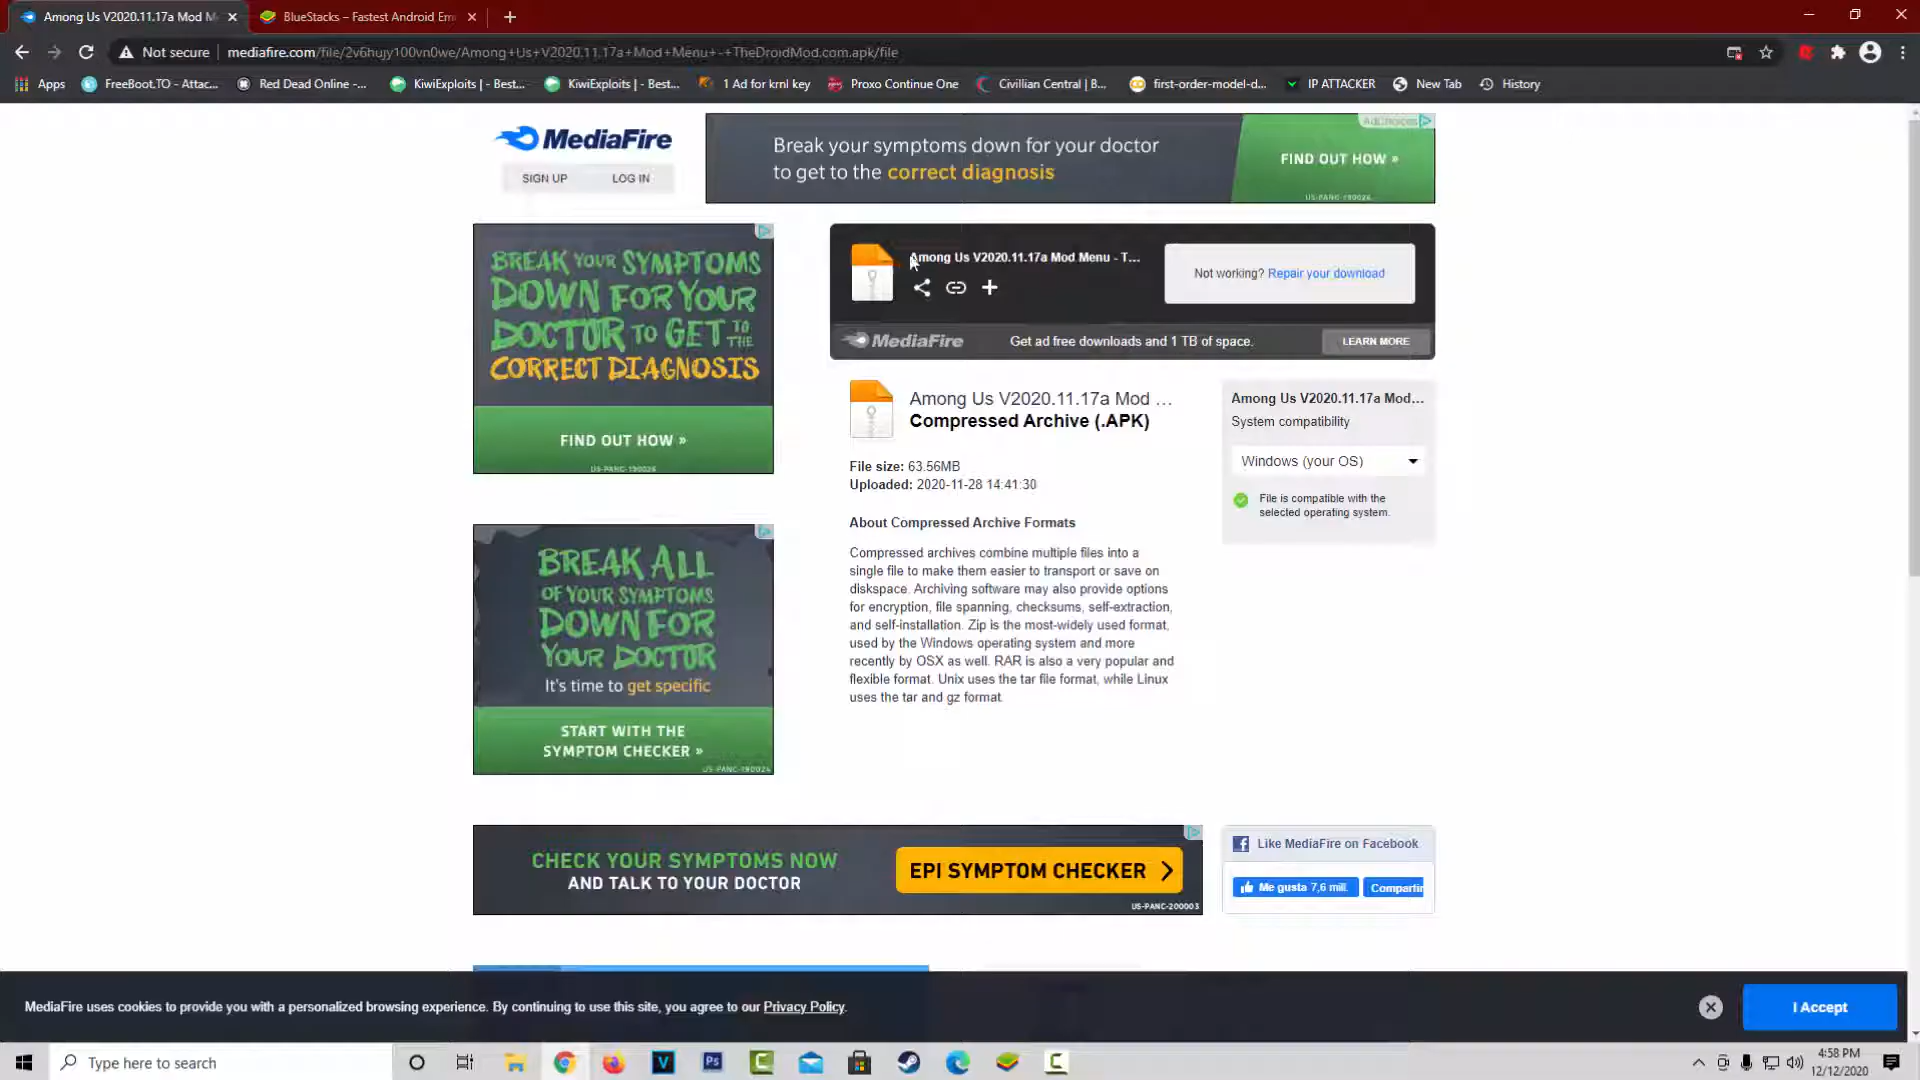 Among Us V2020.11.17a Mod M
BlueStacks – Fastest Android Em
Not secure
mediafire.com/file/2v6hujy100vn0we/Among+Us+V2020.11.17a+Mod+Menu+-+TheDroidMod.com.apk/file
Apps
FreeBoot.TO - Attac...
Red Dead Online -...
KiwiExploits | - Best...
KiwiExploits | - Best...
1 Ad for krnl key
Proxo Continue One
Civillian Central | B...
first-order-model-d...
IP ATTACKER
New Tab
History
MediaFire
SIGN UP
LOG IN
Break your symptoms down for your doctor
to get to the correct diagnosis
FIND OUT HOW »
AdChoices
US-PANC-190026
BREAK YOUR SYMPTOMS
DOWN FOR YOUR
DOCTOR TO GET TO THE
CORRECT DIAGNOSIS
FIND OUT HOW »
US-PANC-190026
Among Us V2020.11.17a Mod Menu - T...
Not working? Repair your download
MediaFire
Get ad free downloads and 1 TB of space.
LEARN MORE
Among Us V2020.11.17a Mod ...
Compressed Archive (.APK)
File size: 63.56MB
Uploaded: 2020-11-28 14:41:30
About Compressed Archive Formats
Compressed archives combine multiple files into a
single file to make them easier to transport or save on
diskspace. Archiving software may also provide options
for encryption, file spanning, checksums, self-extraction,
and self-installation. Zip is the most-widely used format,
used by the Windows operating system and more
recently by OSX as well. RAR is also a very popular and
flexible format. Unix uses the tar file format, while Linux
uses the tar and gz format.
Among Us V2020.11.17a Mod...
System compatibility
Windows (your OS)
File is compatible with the
selected operating system.
BREAK ALL
OF YOUR SYMPTOMS
DOWN FOR
YOUR DOCTOR
It's time to get specific
START WITH THE
SYMPTOM CHECKER »
US-PANC-190024
CHECK YOUR SYMPTOMS NOW
AND TALK TO YOUR DOCTOR
EPI SYMPTOM CHECKER
US-PANC-200003
Like MediaFire on Facebook
Me gusta 7,6 mill.
Compartir
MediaFire uses cookies to provide you with a personalized browsing experience. By continuing to use this site, you agree to our Privacy Policy.
I Accept
Type here to search
4:58 PM
12/12/2020